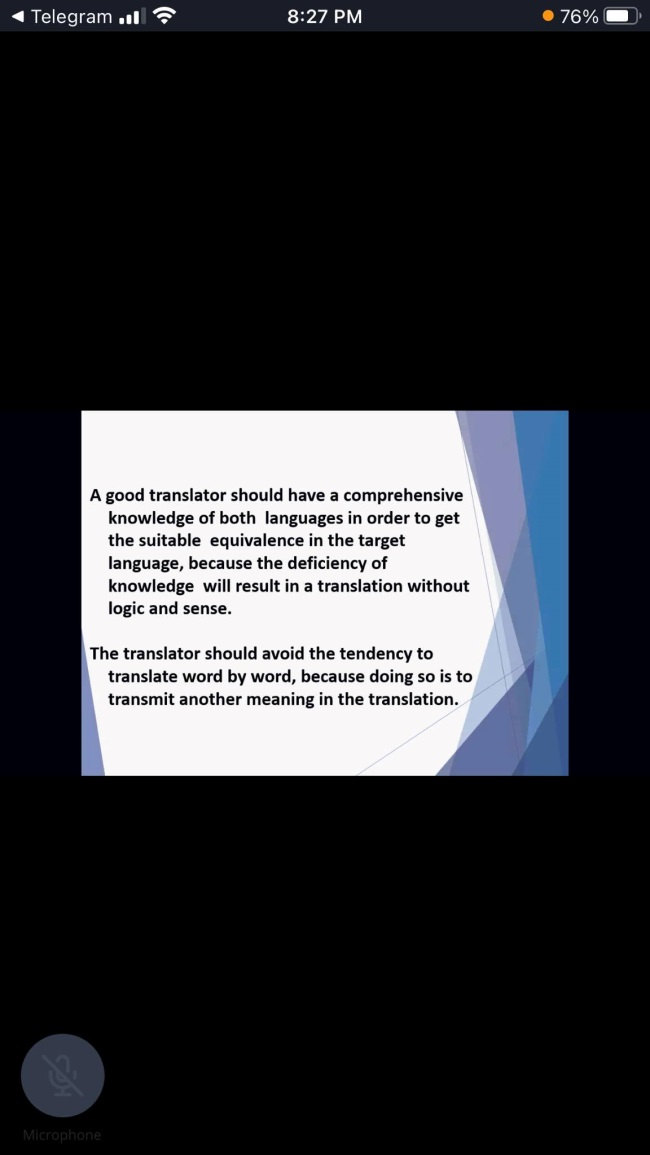 ◄ Telegram
8:27 PM
76%
A good translator should have a comprehensive
knowledge of both languages in order to get
the suitable equivalence in the target
language, because the deficiency of
knowledge will result in a translation without
logic and sense.
The translator should avoid the tendency to
translate word by word, because doing so is to
transmit another meaning in the translation.
Microphone